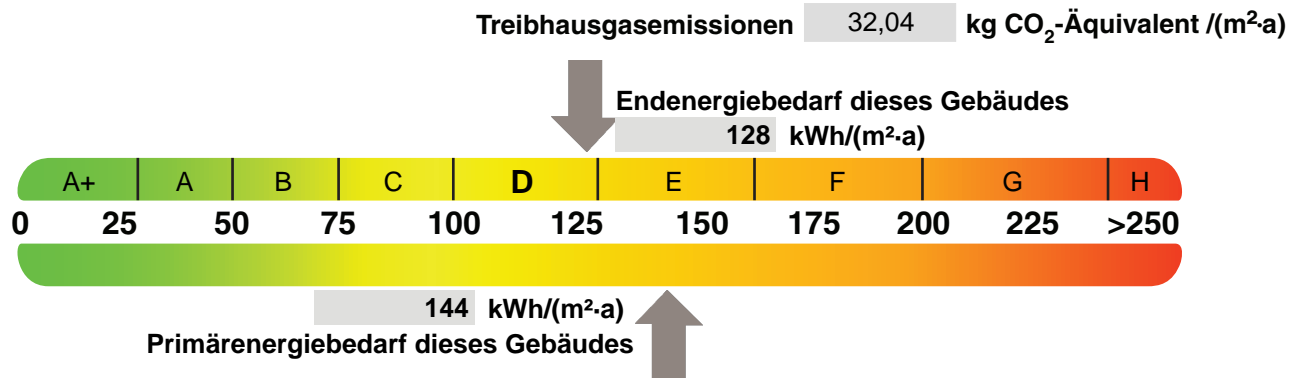 Treibhausgasemissionen 32,04 kg CO₂-Äquivalent /(m²·a)
Endenergiebedarf dieses Gebäudes
128 kWh/(m²·a)
A+ A B C D E F G H
0 25 50 75 100 125 150 175 200 225 >250
144 kWh/(m²·a)
Primärenergiebedarf dieses Gebäudes